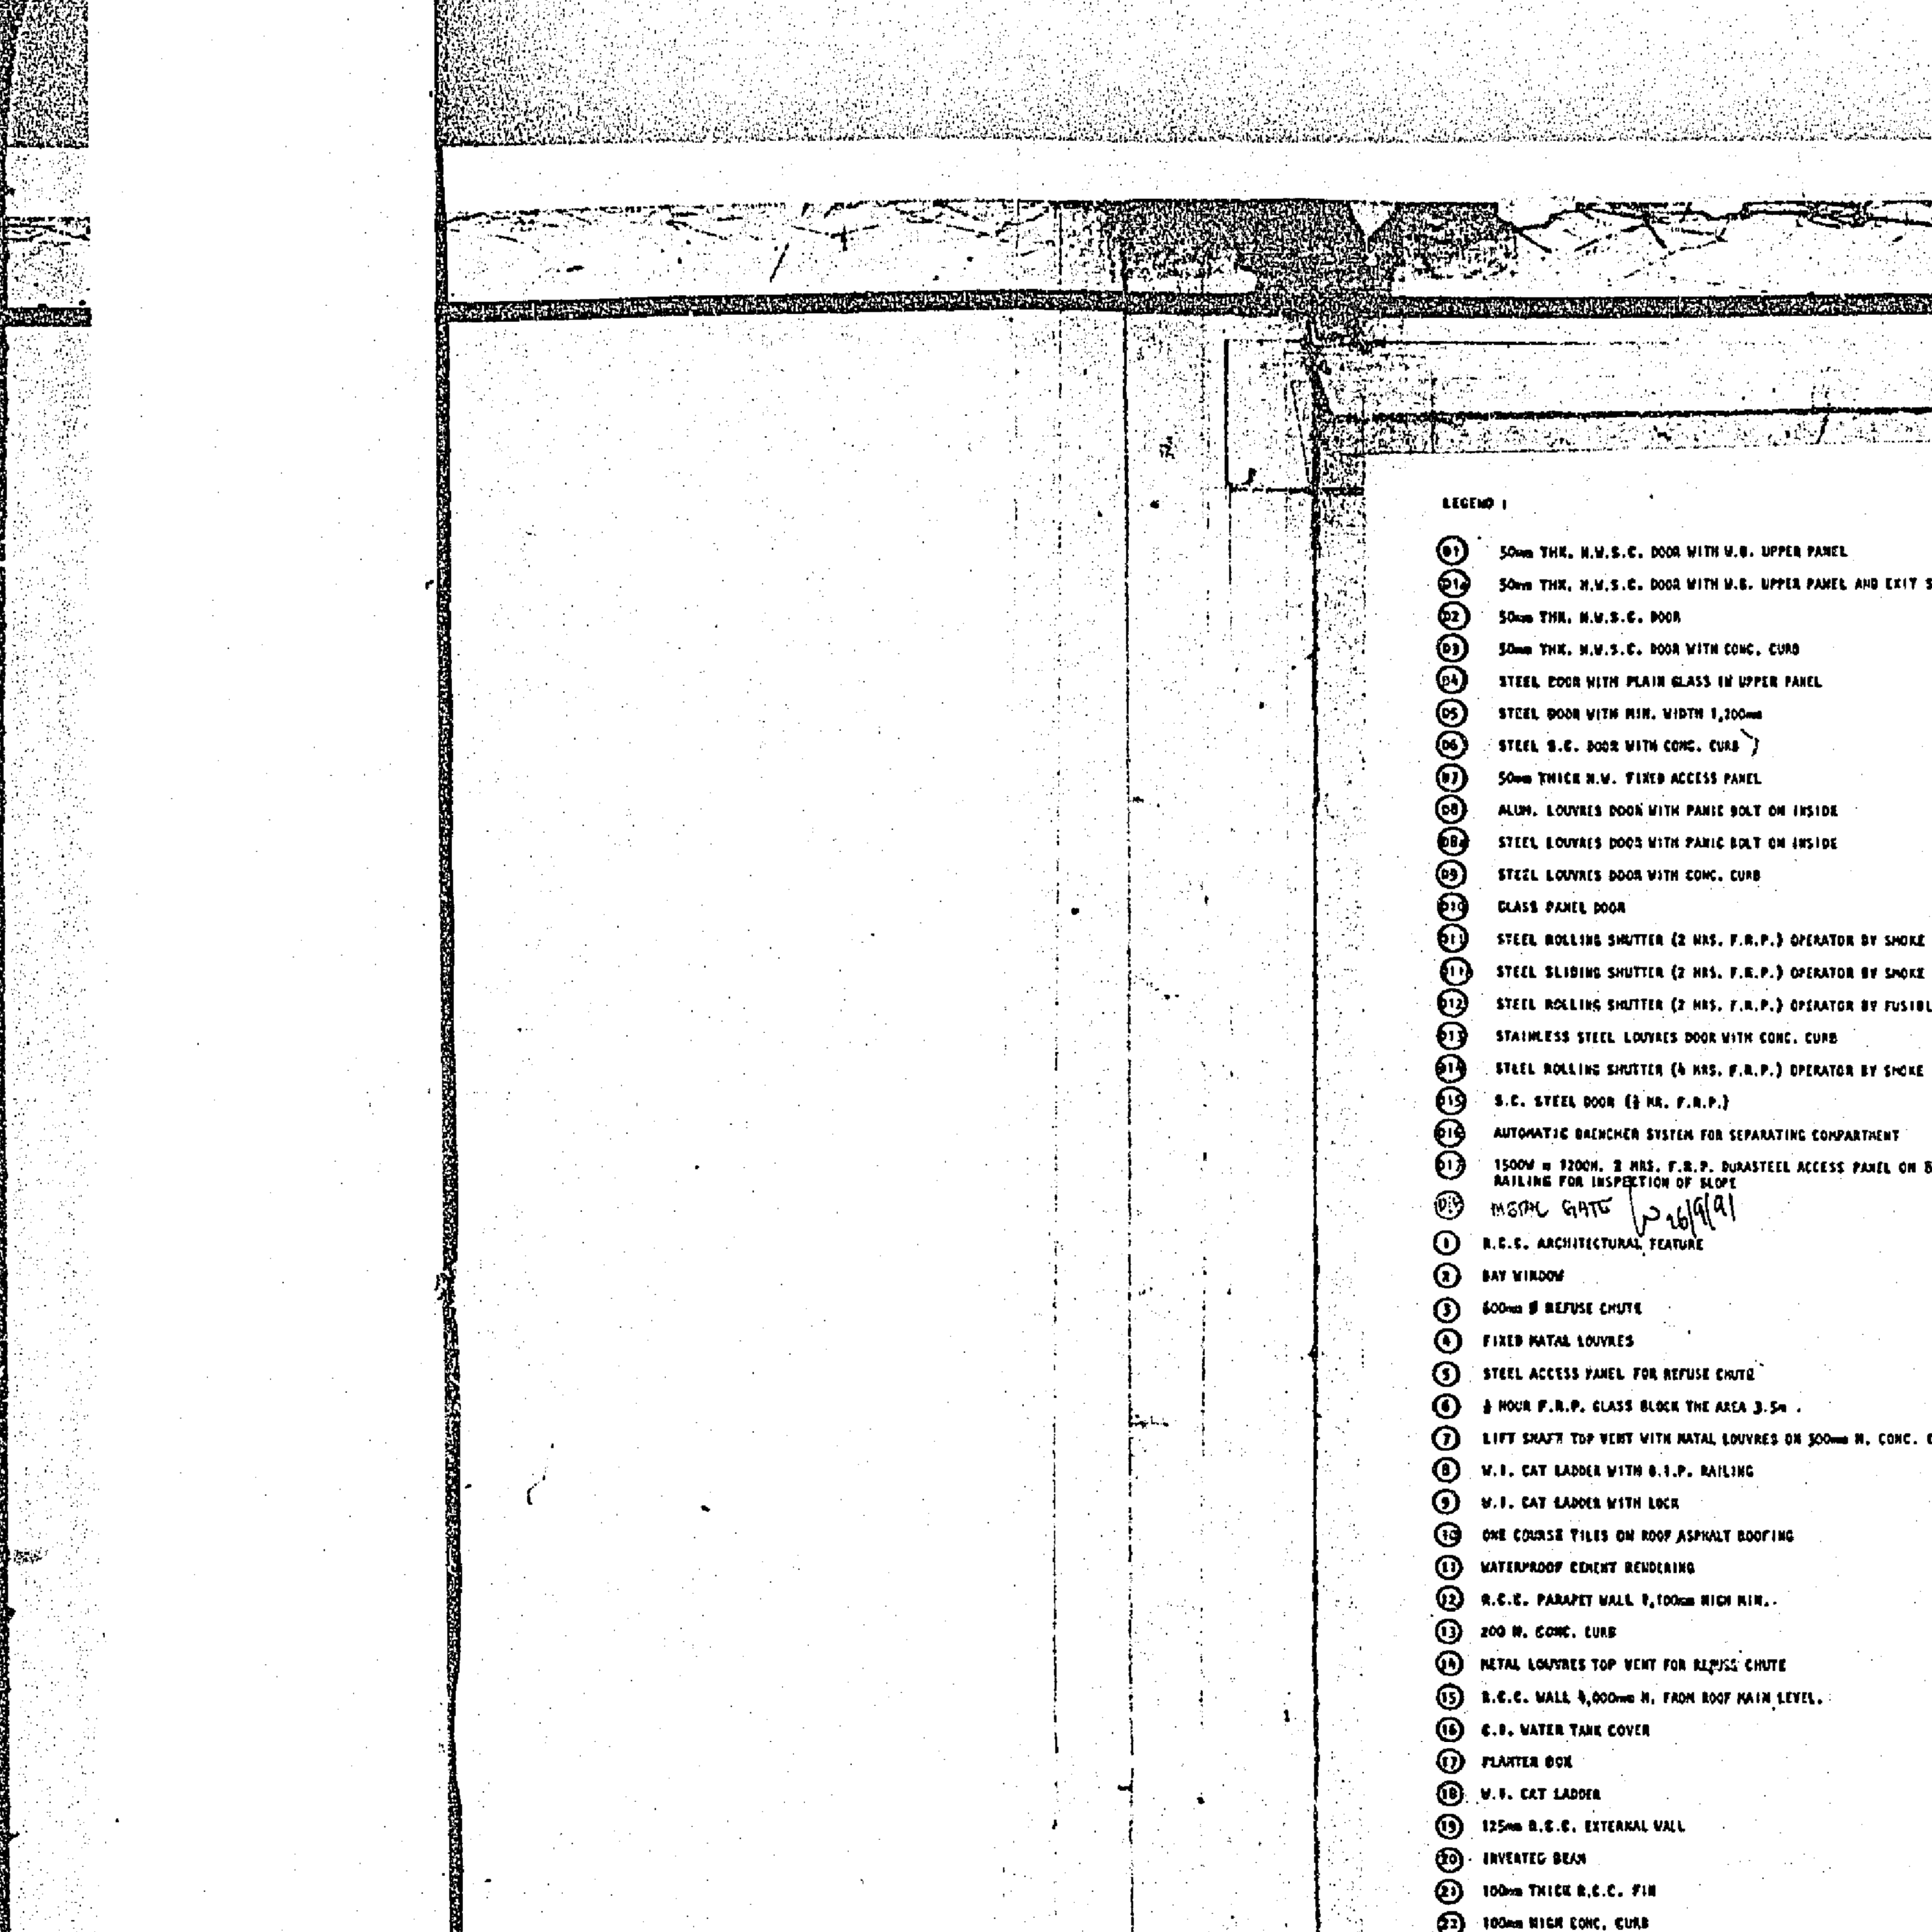 LEGEND :
D1 50mm THK. H.W.S.C. DOOR WITH W.G. UPPER PANEL
D1a 50mm THK. H.W.S.C. DOOR WITH W.G. UPPER PANEL AND EXIT S
D2 50mm THK. H.W.S.C. DOOR
D3 50mm THK. H.W.S.C. DOOR WITH CONC. CURB
D4 STEEL DOOR WITH PLAIN GLASS IN UPPER PANEL
D5 STEEL DOOR WITH MIN. WIDTH 1,200mm
D6 STEEL S.C. DOOR WITH CONC. CURB
D7 50mm THICK H.W. FIXED ACCESS PANEL
D8 ALUM. LOUVRES DOOR WITH PANIC BOLT ON INSIDE
D8a STEEL LOUVRES DOOR WITH PANIC BOLT ON INSIDE
D9 STEEL LOUVRES DOOR WITH CONC. CURB
D10 GLASS PANEL DOOR
D11 STEEL ROLLING SHUTTER (2 HRS. F.R.P.) OPERATOR BY SMOKE
STEEL SLIDING SHUTTER (2 HRS. F.R.P.) OPERATOR BY SMOKE
D12 STEEL ROLLING SHUTTER (2 HRS. F.R.P.) OPERATOR BY FUSIBL
D13 STAINLESS STEEL LOUVRES DOOR WITH CONC. CURB
D14 STEEL ROLLING SHUTTER (4 HRS. F.R.P.) OPERATOR BY SMOKE
D15 S.C. STEEL DOOR (½ HR. F.R.P.)
D16 AUTOMATIC DRENCHER SYSTEM FOR SEPARATING COMPARTMENT
D17 1500W x 1200H. 2 HRS. F.R.P. DURASTEEL ACCESS PANEL ON
RAILING FOR INSPECTION OF SLOPE
METAL GATE 26/9/91
1 R.C.C. ARCHITECTURAL FEATURE
2 BAY WINDOW
3 600mm Ø REFUSE CHUTE
4 FIXED MATAL LOUVRES
5 STEEL ACCESS PANEL FOR REFUSE CHUTE
6 ½ HOUR F.R.P. GLASS BLOCK THE AREA 3.5m .
7 LIFT SHAFT TOP VENT WITH MATAL LOUVRES ON 300mm H. CONC.
8 W.I. CAT LADDER WITH G.I.P. RAILING
9 W.I. CAT LADDER WITH LOCK
10 ONE COURSE TILES ON ROOF ASPHALT ROOFING
11 WATERPROOF CEMENT RENDERING
12 R.C.C. PARAPET WALL 1,100mm HIGH MIN.
13 200 H. CONC. CURB
14 METAL LOUVRES TOP VENT FOR REFUSE CHUTE
15 R.C.C. WALL 4,000mm H. FROM ROOF MAIN LEVEL.
16 C.I. WATER TANK COVER
17 PLANTER BOX
18 W.I. CAT LADDER
19 125mm R.C.C. EXTERNAL WALL
20 INVERTED BEAM
21 100mm THICK R.C.C. FIN
22 100mm HIGH CONC. CURB